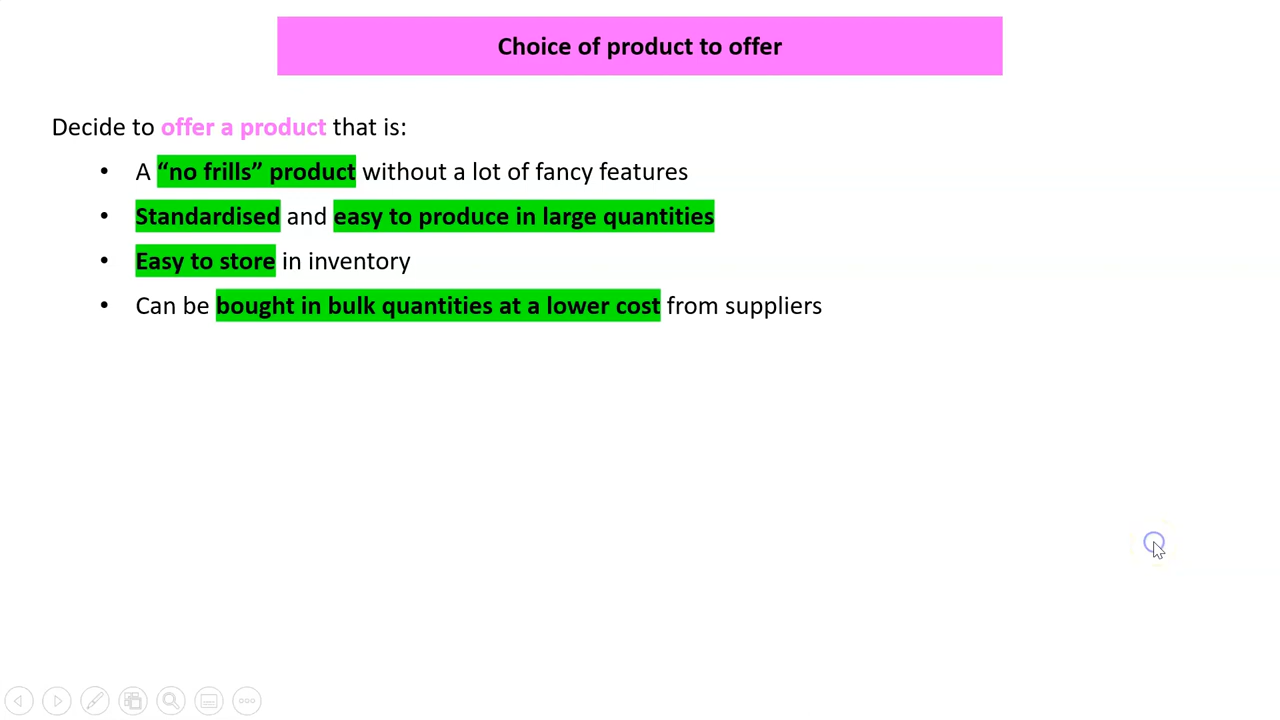 Choice of product to offer
Decide to offer a product that is:
• A “no frills” product without a lot of fancy features
• Standardised and easy to produce in large quantities
• Easy to store in inventory
• Can be bought in bulk quantities at a lower cost from suppliers